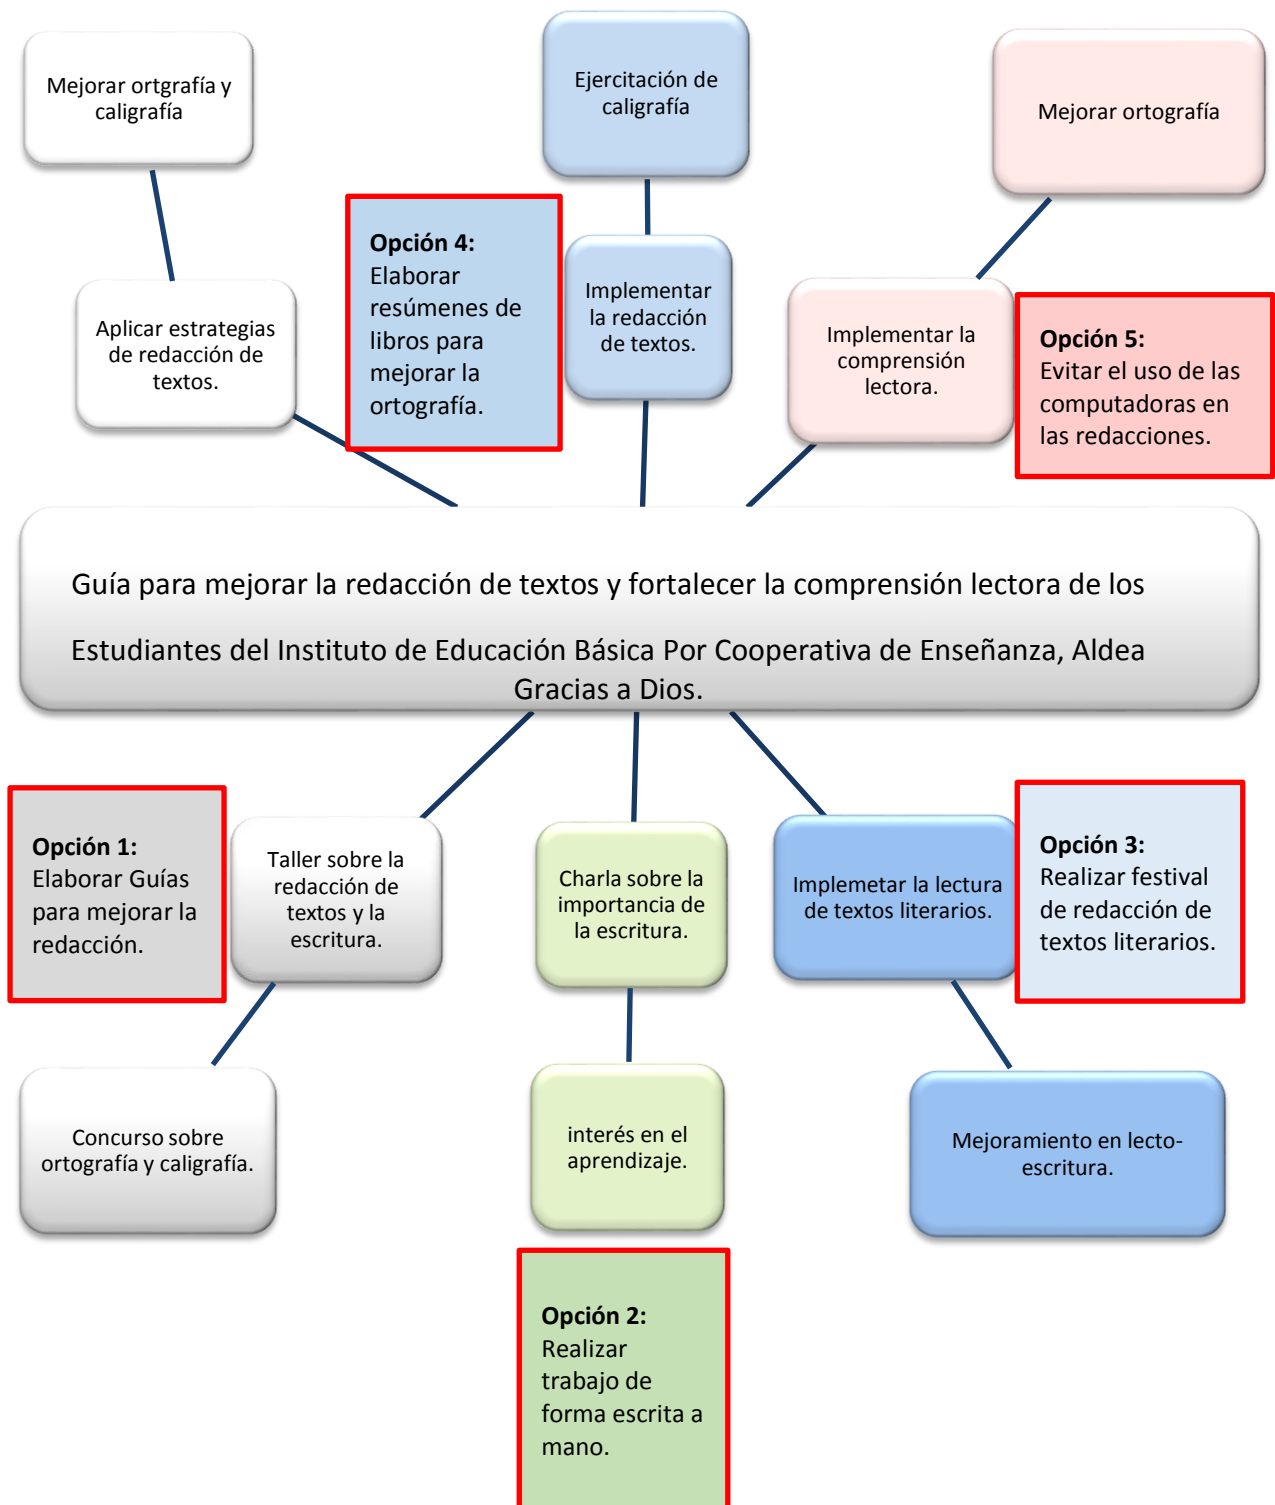 Mejorar ortgrafía y
caligrafía
Ejercitación de
caligrafía
Mejorar ortografía
Opción 4:
Elaborar
resúmenes de
libros para
mejorar la
ortografía.
Aplicar estrategias
de redacción de
textos.
Implementar
la redacción
de textos.
Implementar la
comprensión
lectora.
Opción 5:
Evitar el uso de las
computadoras en
las redacciones.
Guía para mejorar la redacción de textos y fortalecer la comprensión lectora de los
Estudiantes del Instituto de Educación Básica Por Cooperativa de Enseñanza, Aldea
Gracias a Dios.
Opción 1:
Elaborar Guías
para mejorar la
redacción.
Taller sobre la
redacción de
textos y la
escritura.
Charla sobre la
importancia de
la escritura.
Implemetar la lectura
de textos literarios.
Opción 3:
Realizar festival
de redacción de
textos literarios.
Concurso sobre
ortografía y caligrafía.
interés en el
aprendizaje.
Mejoramiento en lecto-
escritura.
Opción 2:
Realizar
trabajo de
forma escrita a
mano.